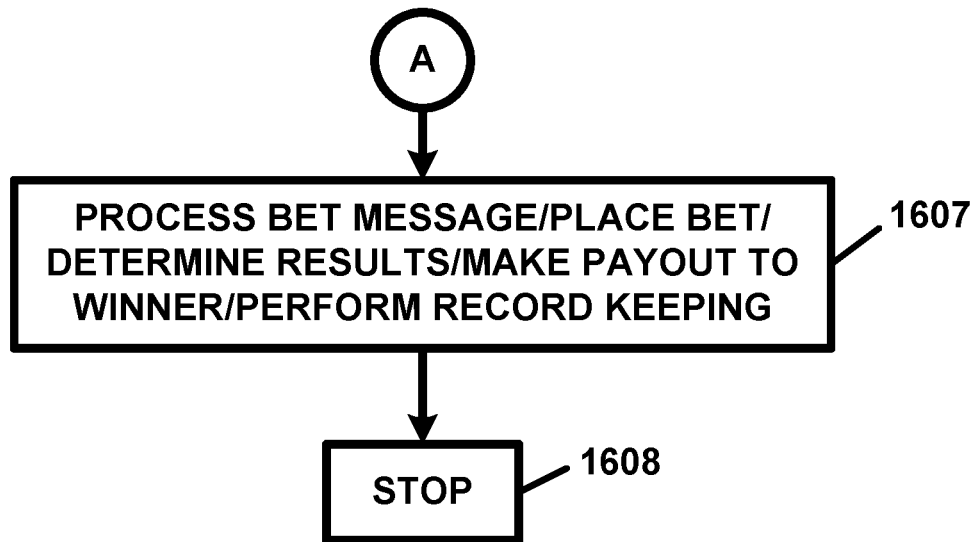 A
PROCESS BET MESSAGE/PLACE BET/
DETERMINE RESULTS/MAKE PAYOUT TO
WINNER/PERFORM RECORD KEEPING
1607
STOP
1608